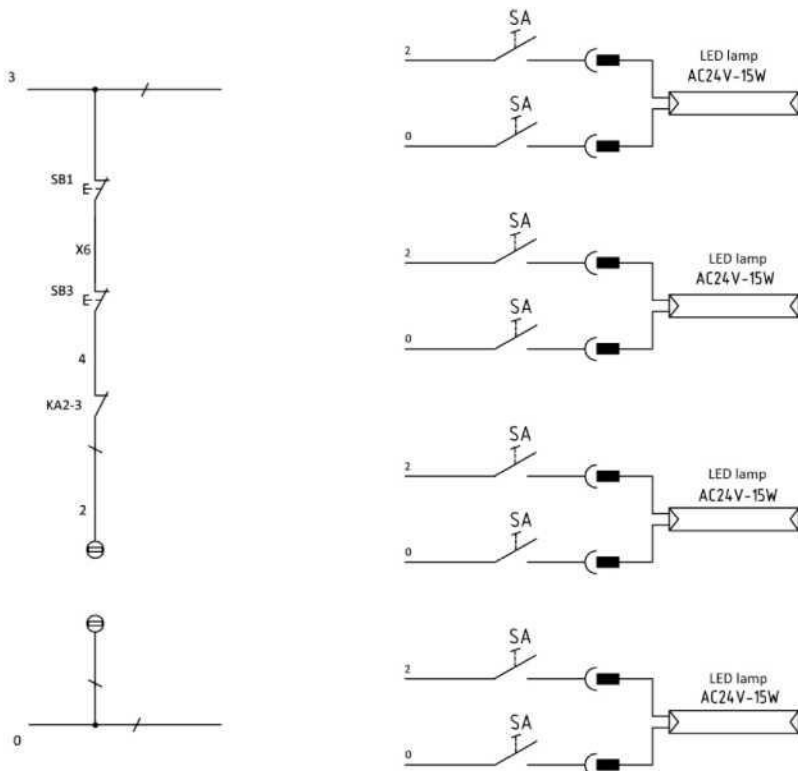 3
SB1
E
X6
SB3
E
4
KA2-3
2
0
SA
2
LED lamp
AC24V-15W
SA
0
SA
2
LED lamp
AC24V-15W
SA
0
SA
2
LED lamp
AC24V-15W
SA
0
SA
2
LED lamp
AC24V-15W
SA
0